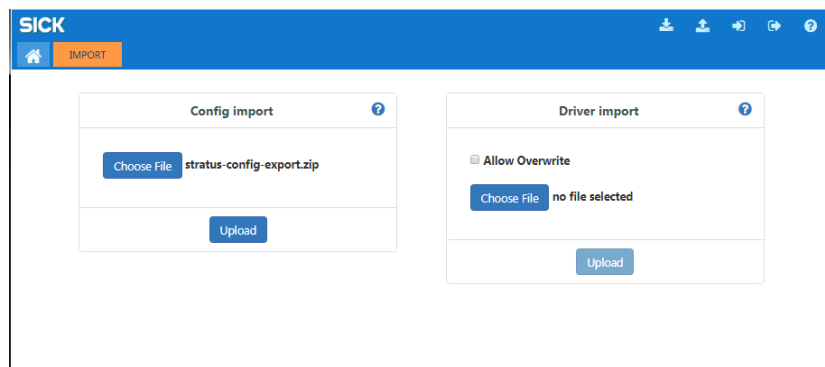 SICK
IMPORT
Config import
Choose File stratus-config-export.zip
Upload
Driver import
Allow Overwrite
Choose File no file selected
Upload